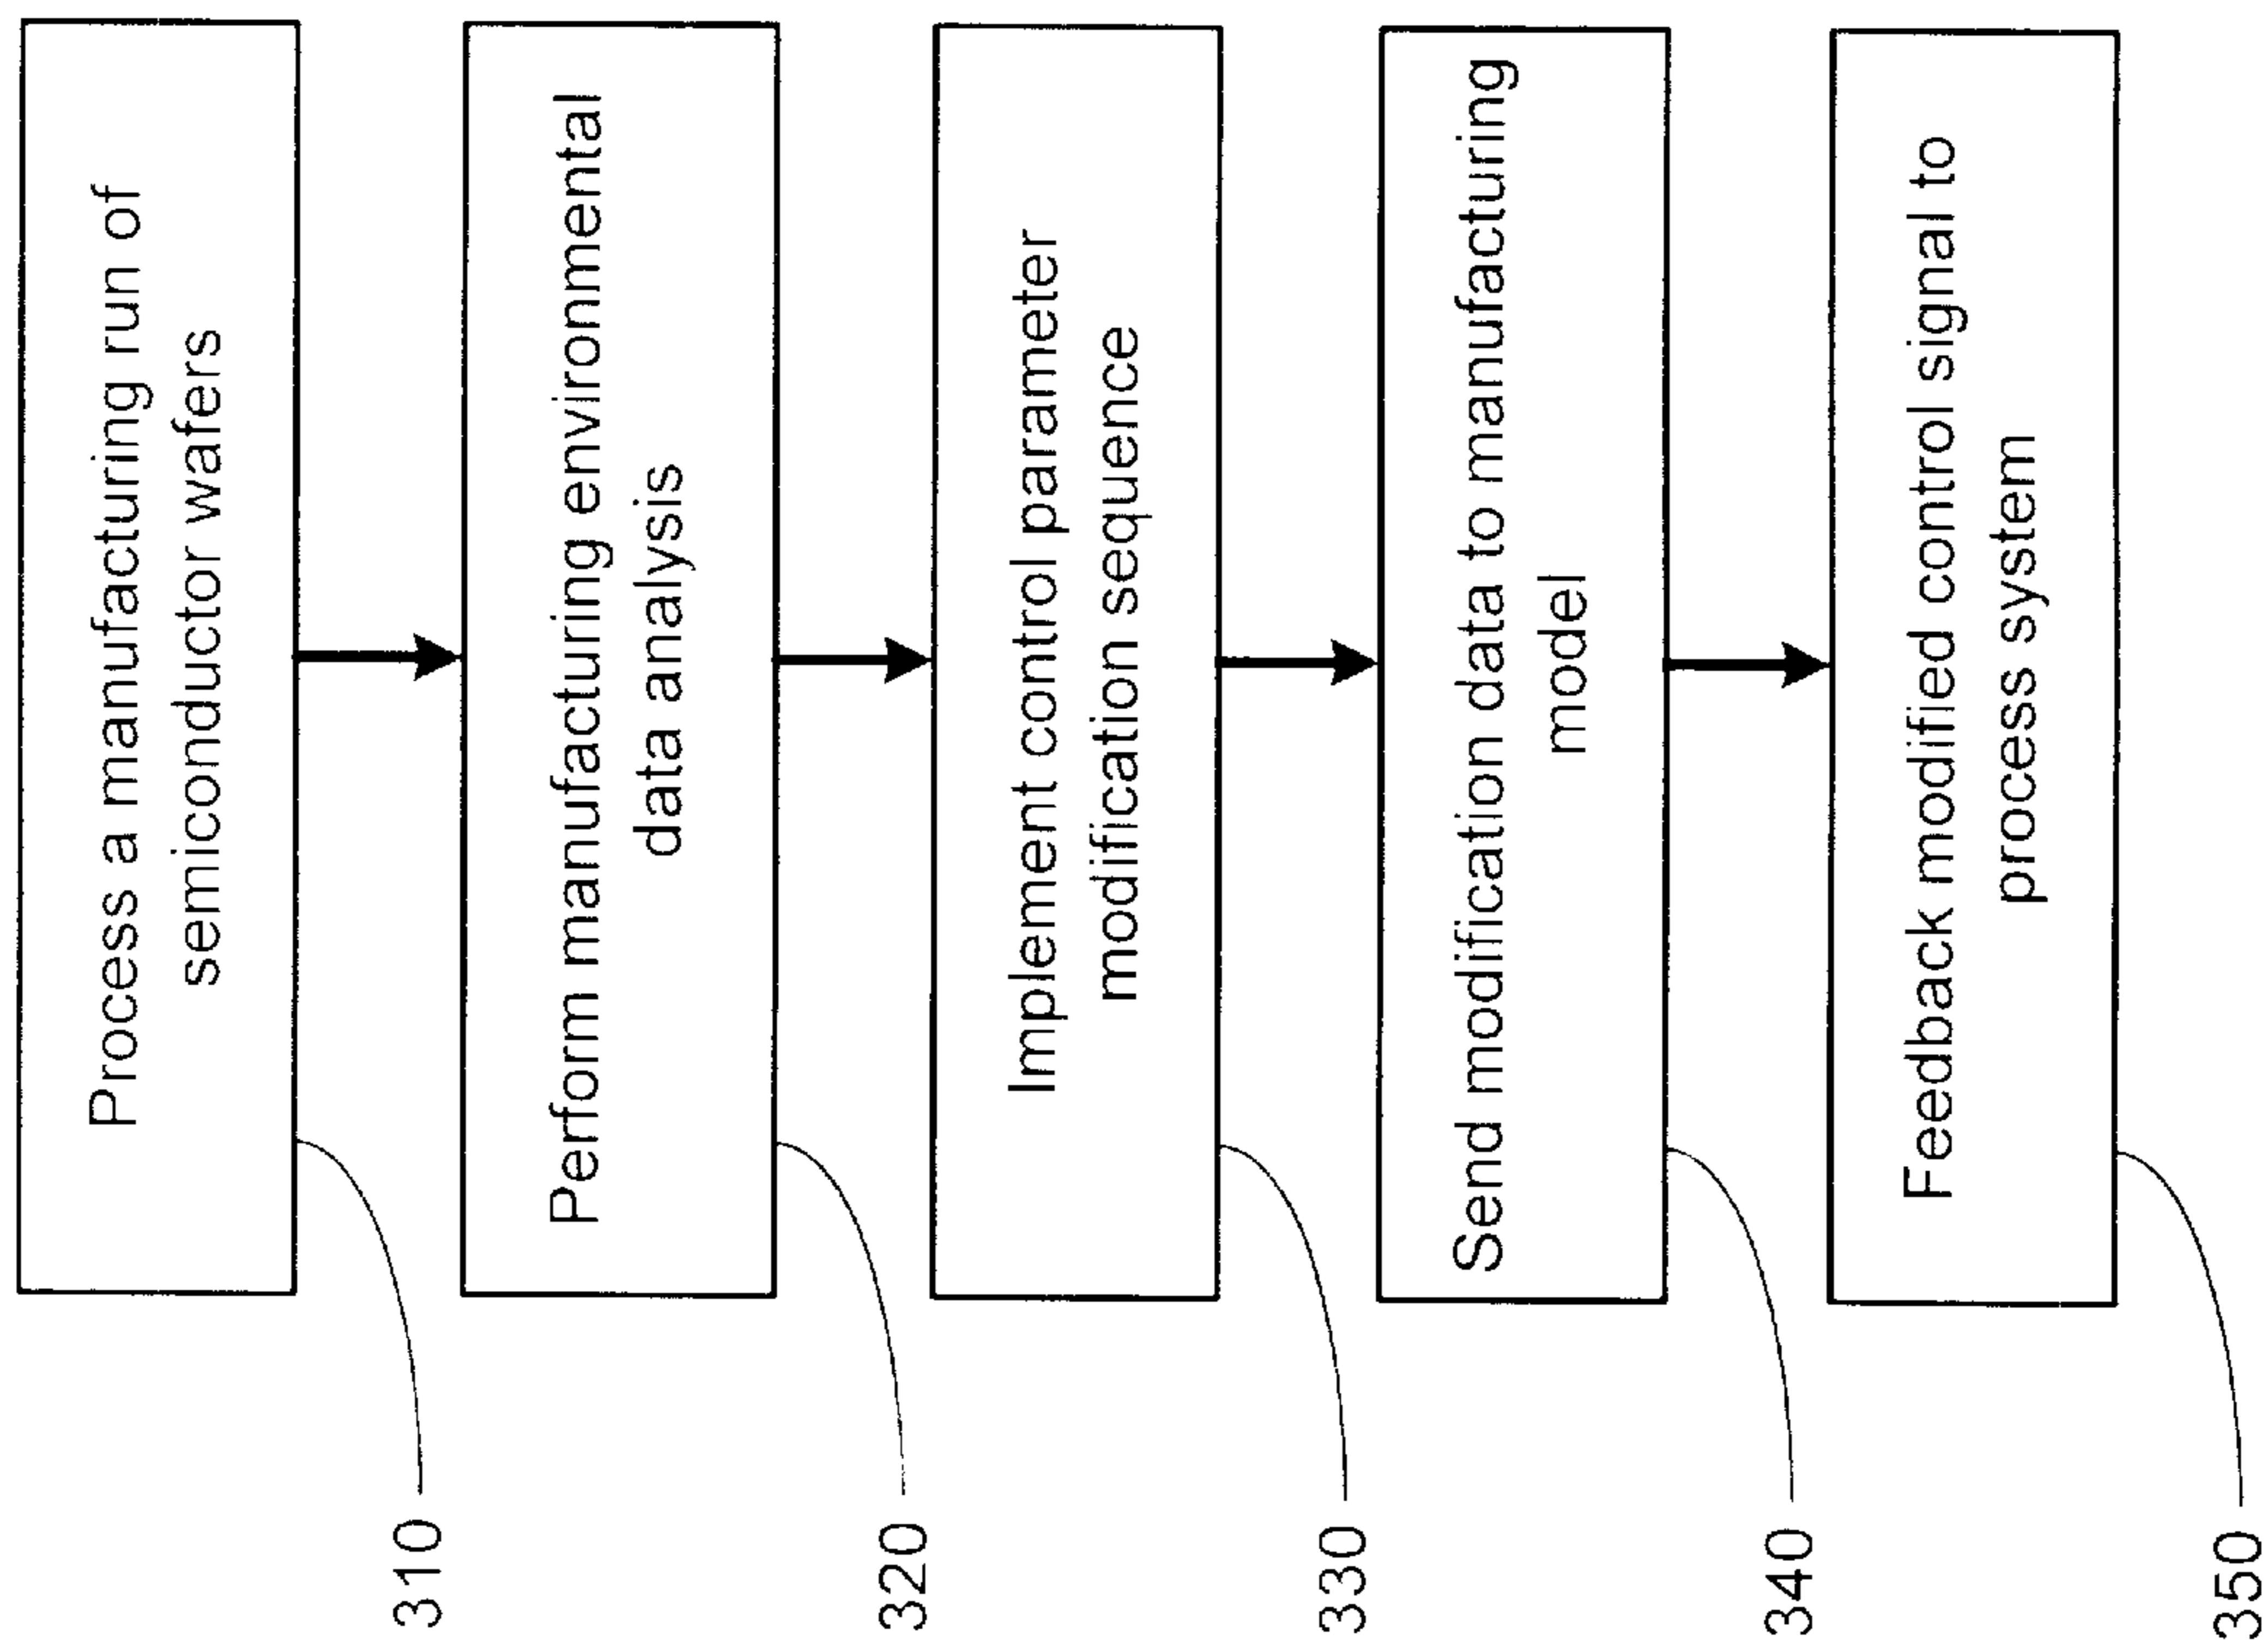 Process a manufacturing run of
semiconductor wafers
310
Perform manufacturing environmental
data analysis
320
Implement control parameter
modification sequence
330
Send modification data to manufacturing
model
340
Feedback modified control signal to
process system
350